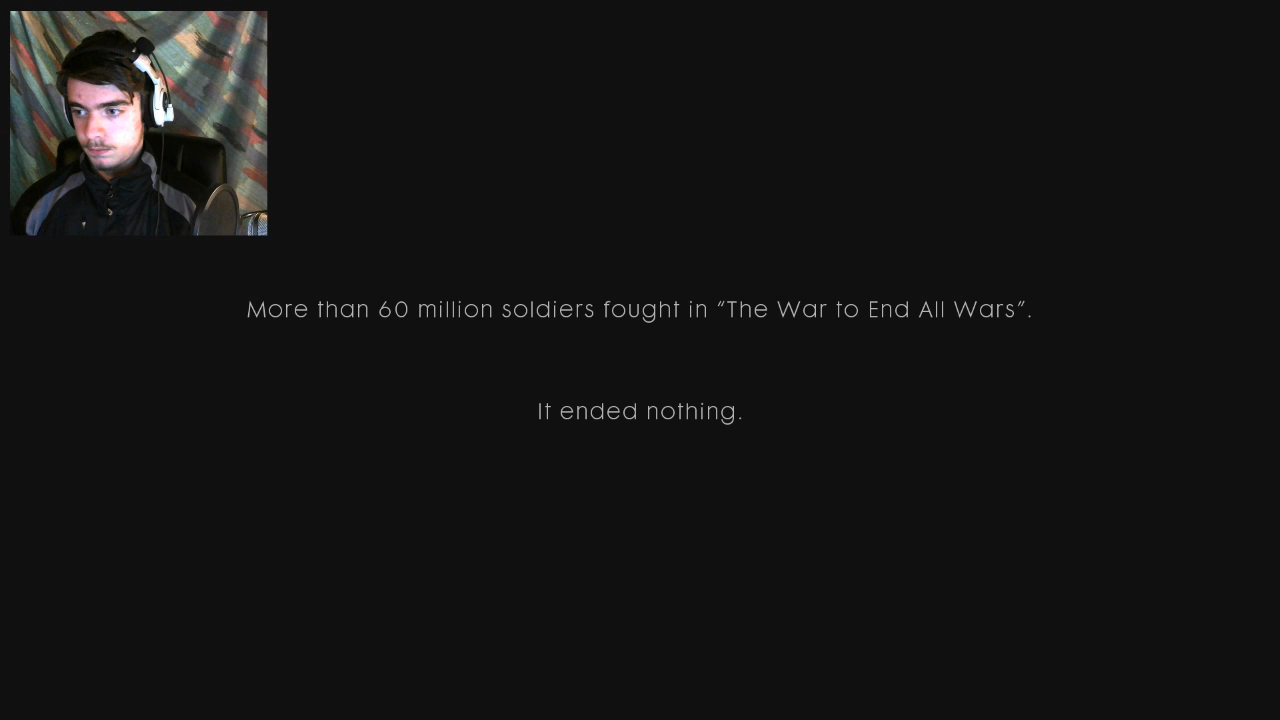 More than 60 million soldiers fought in “The War to End All Wars”.
It ended nothing.